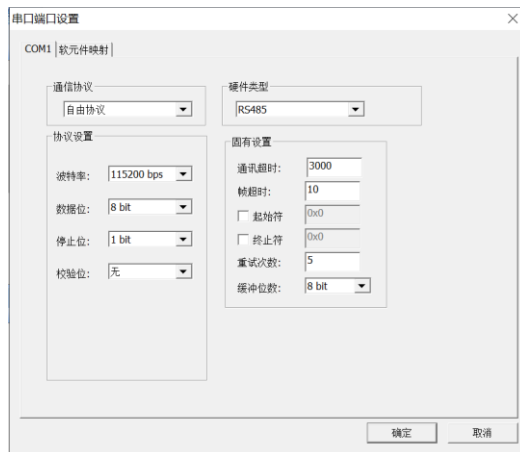 串口端口设置
COM1 软元件映射
通信协议
自由协议
硬件类型
RS485
协议设置
波特率: 115200 bps
数据位: 8 bit
停止位: 1 bit
校验位: 无
固有设置
通讯超时: 3000
帧超时: 10
起始符 0x0
终止符 0x0
重试次数: 5
缓冲位数: 8 bit
确定 取消